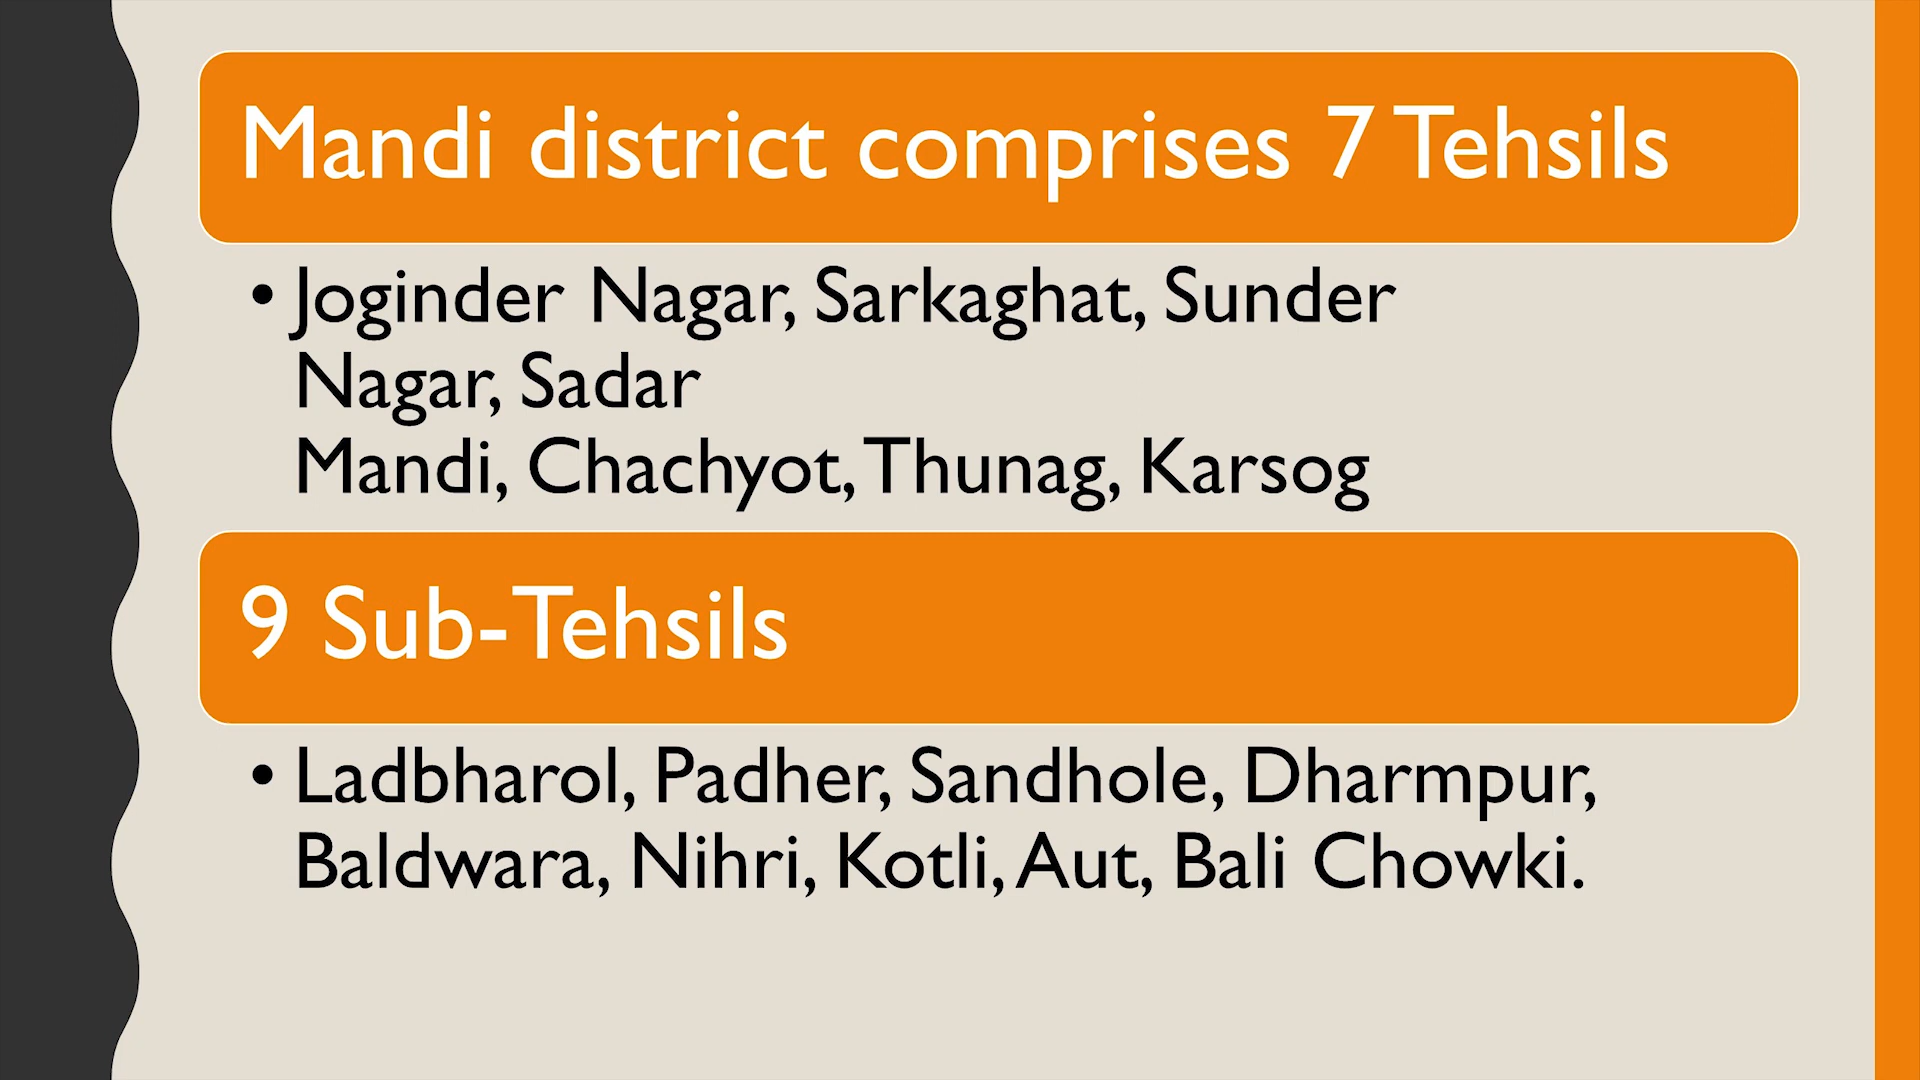 Mandi district comprises 7 Tehsils
• Joginder Nagar, Sarkaghat, Sunder
Nagar, Sadar
Mandi, Chachyot, Thunag, Karsog
9 Sub-Tehsils
• Ladbharol, Padher, Sandhole, Dharmpur,
Baldwara, Nihri, Kotli, Aut, Bali Chowki.